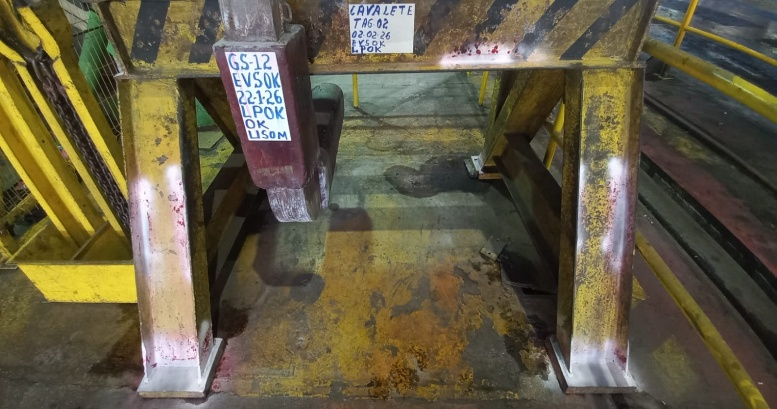 GS-12
EVSOK
22-1-26
LPOK
OK
LISOM
CAVALETE
TAG-02
02-02-26
EVSOK
LPOK